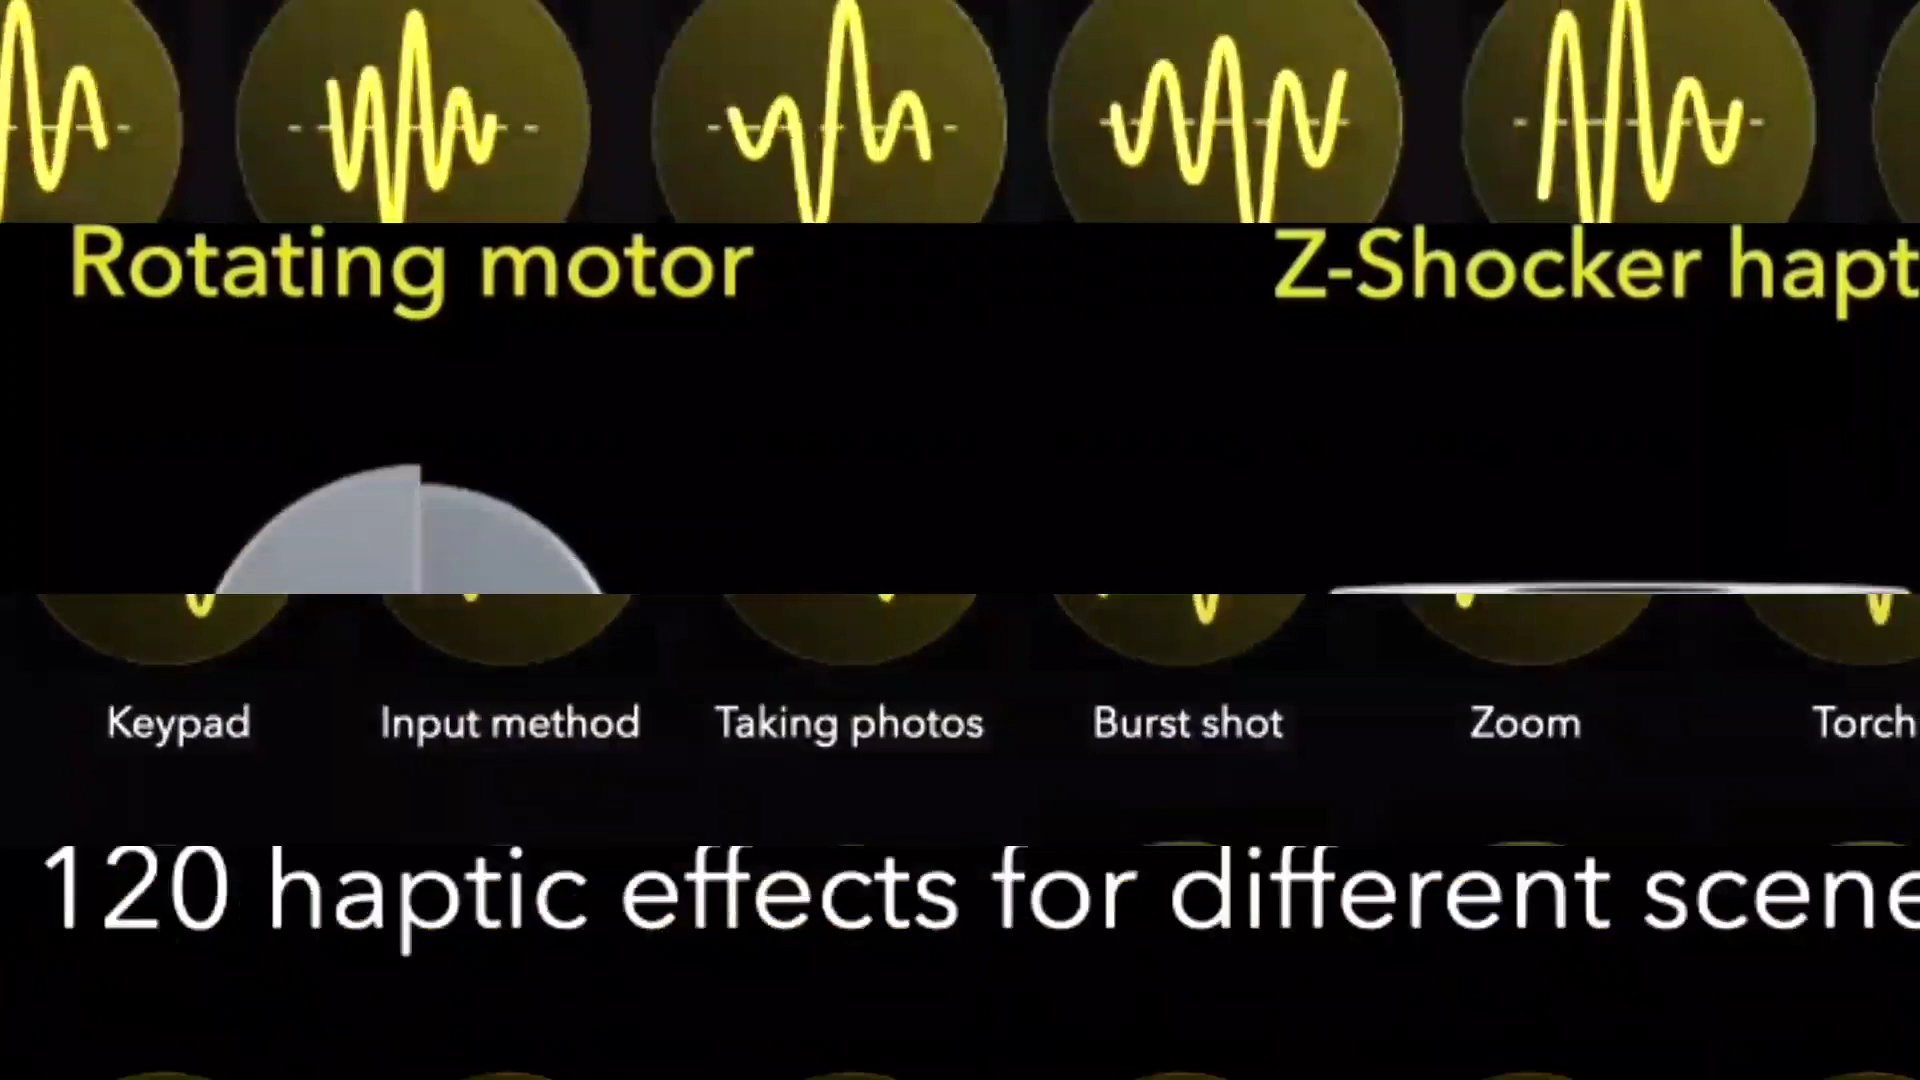 Rotating motor
Z-Shocker hapt
Keypad
Input method
Taking photos
Burst shot
Zoom
Torch
120 haptic effects for different scene